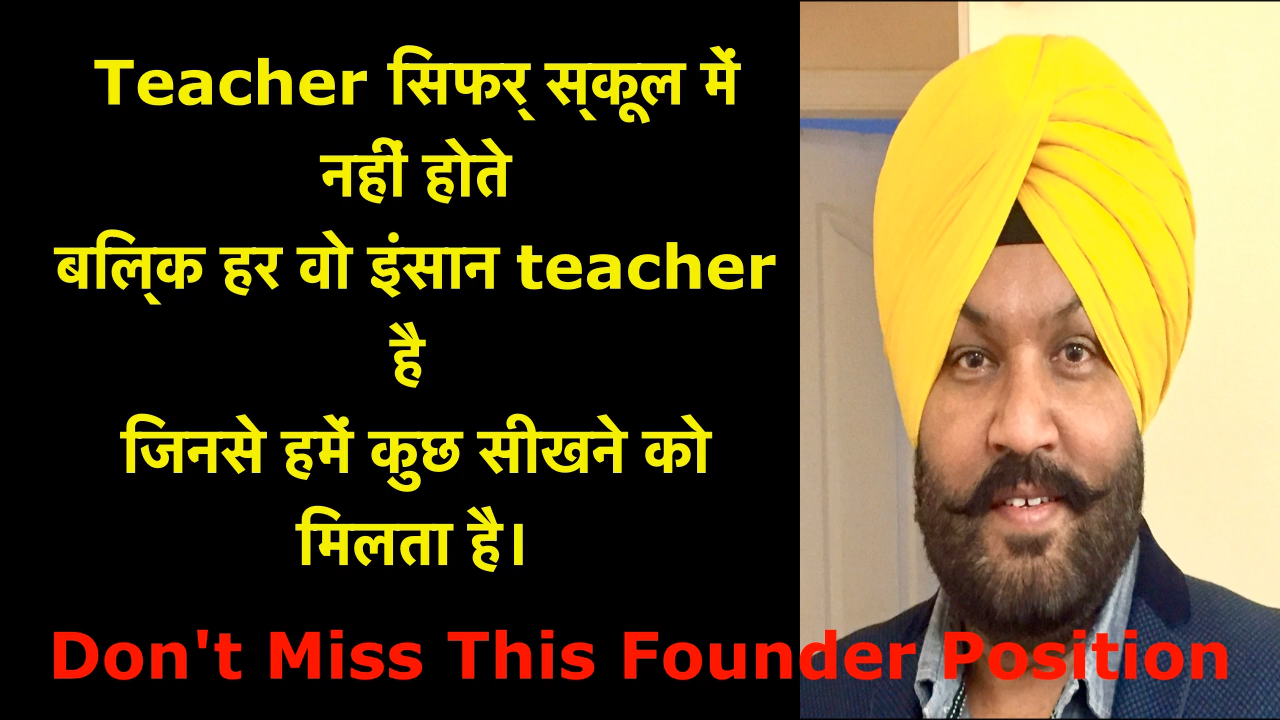 Teacher सिफर् स्कूल में
नहीं होते
बल्कि हर वो इंसान teacher
है
जिनसे हमें कुछ सीखने को
मिलता है।
Don't Miss This Founder Position